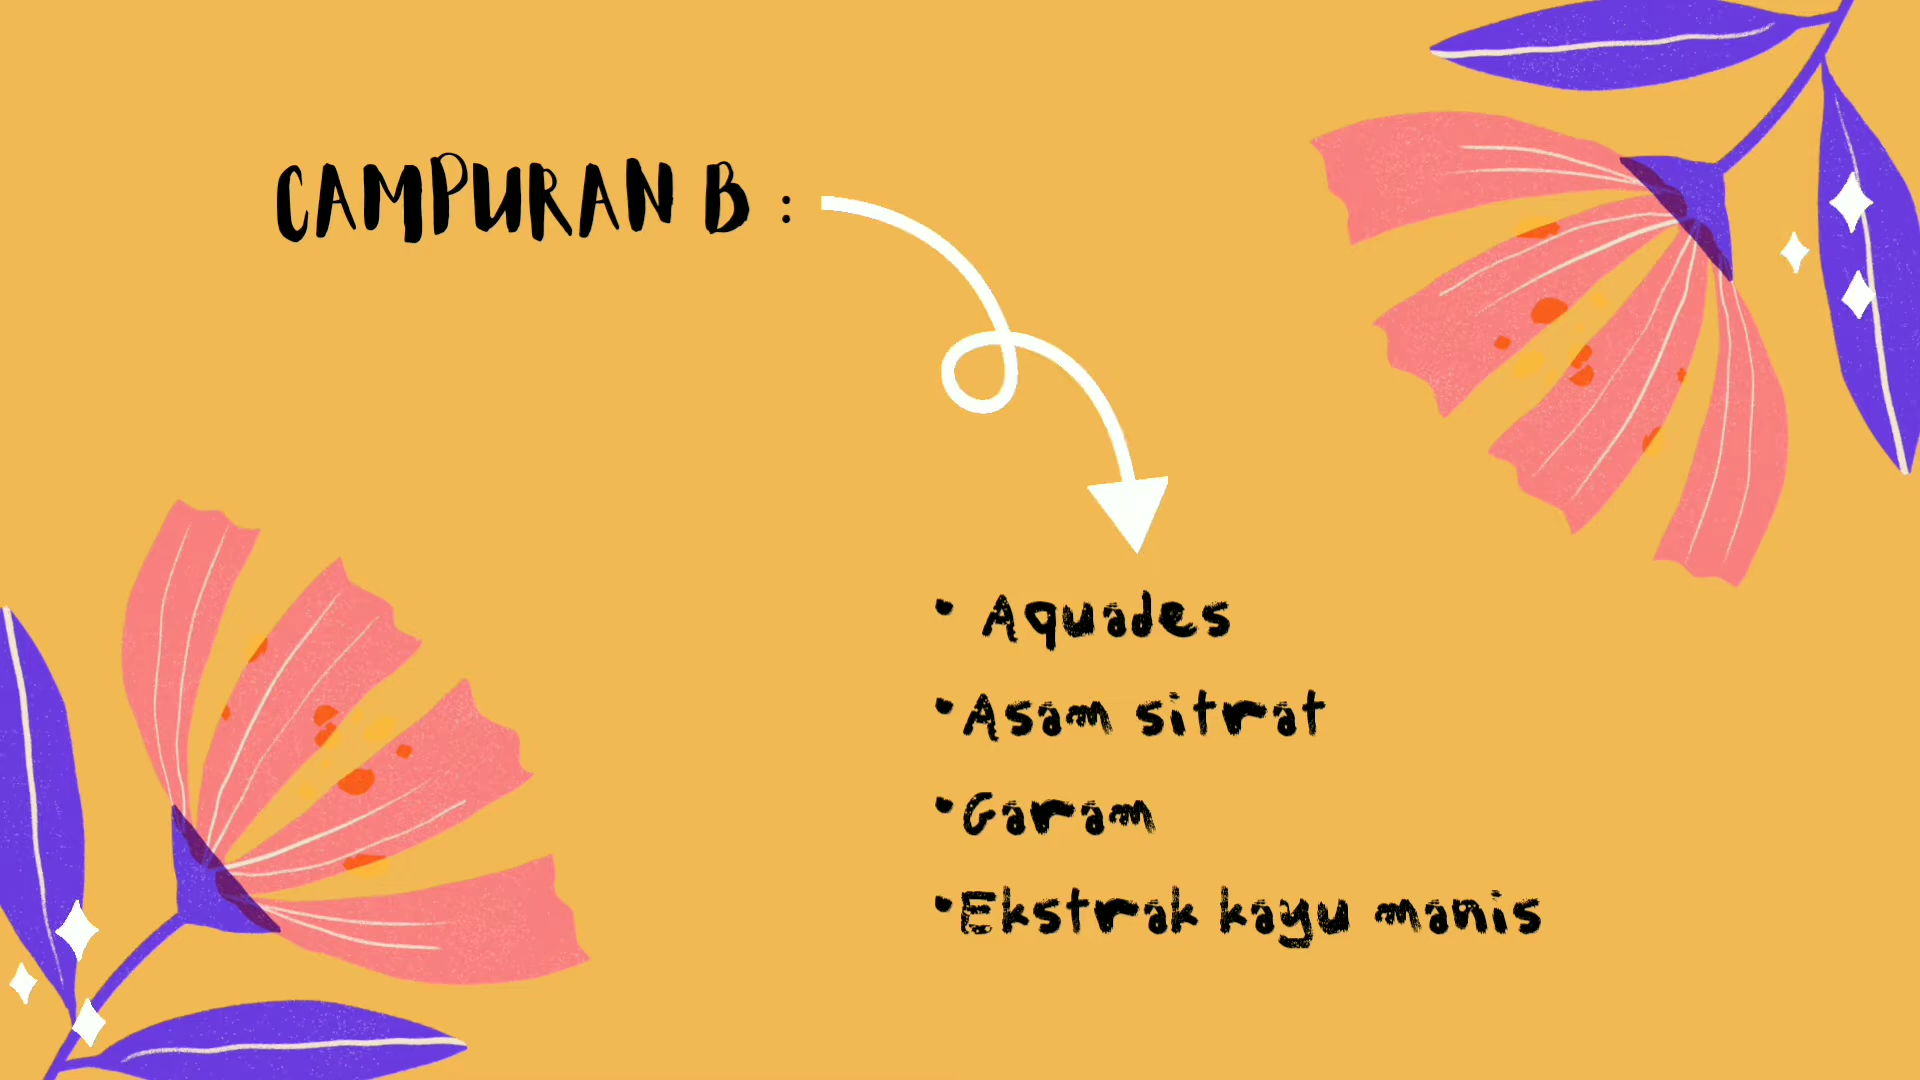 CAMPURAN B :
• Aquades
• Asam sitrat
• Garam
• Ekstrak kayu manis